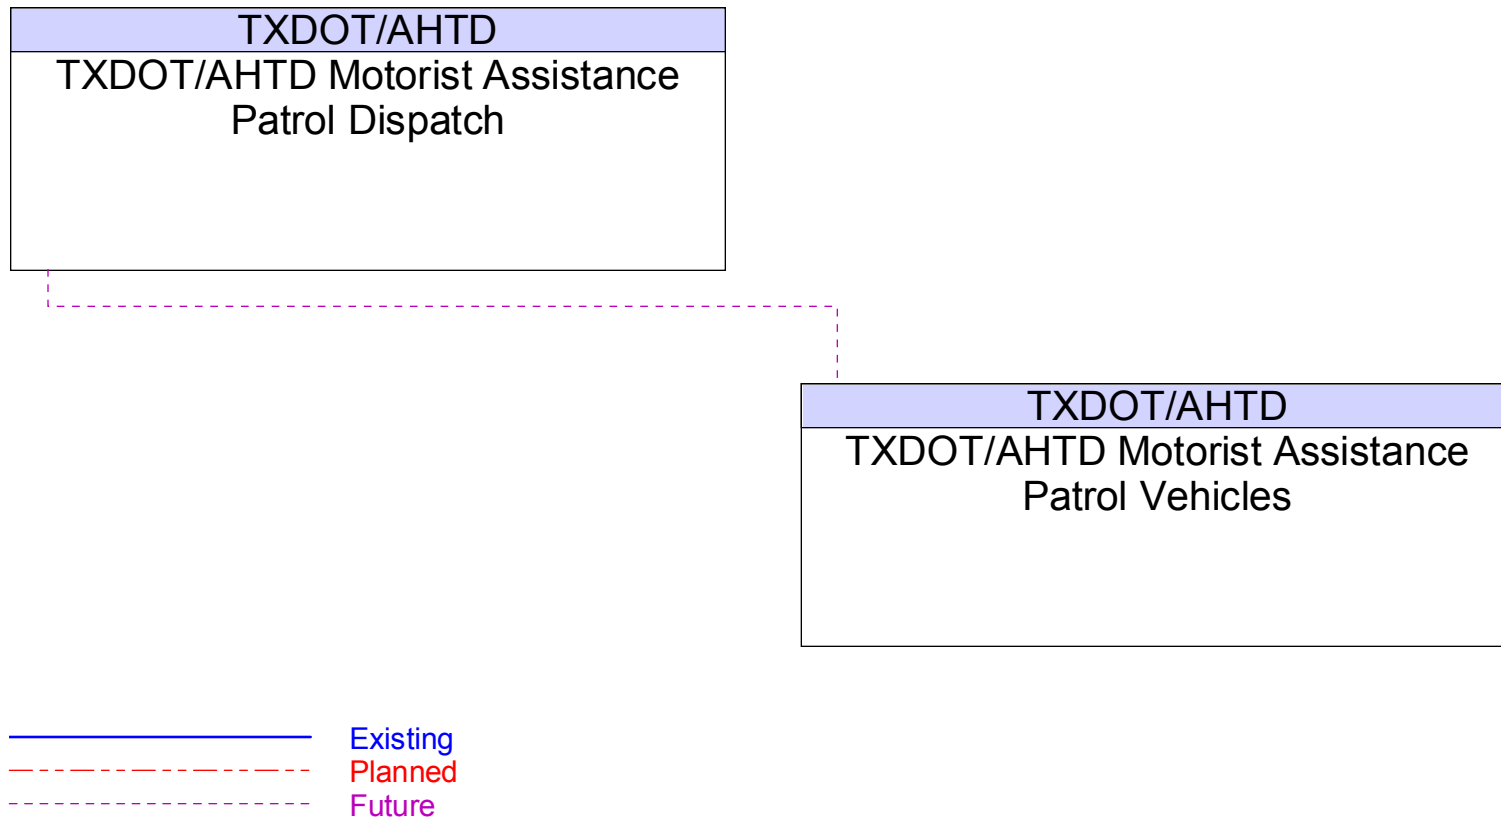 TXDOT/AHTD
TXDOT/AHTD Motorist Assistance
Patrol Dispatch
TXDOT/AHTD
TXDOT/AHTD Motorist Assistance
Patrol Vehicles
Existing
Planned
Future